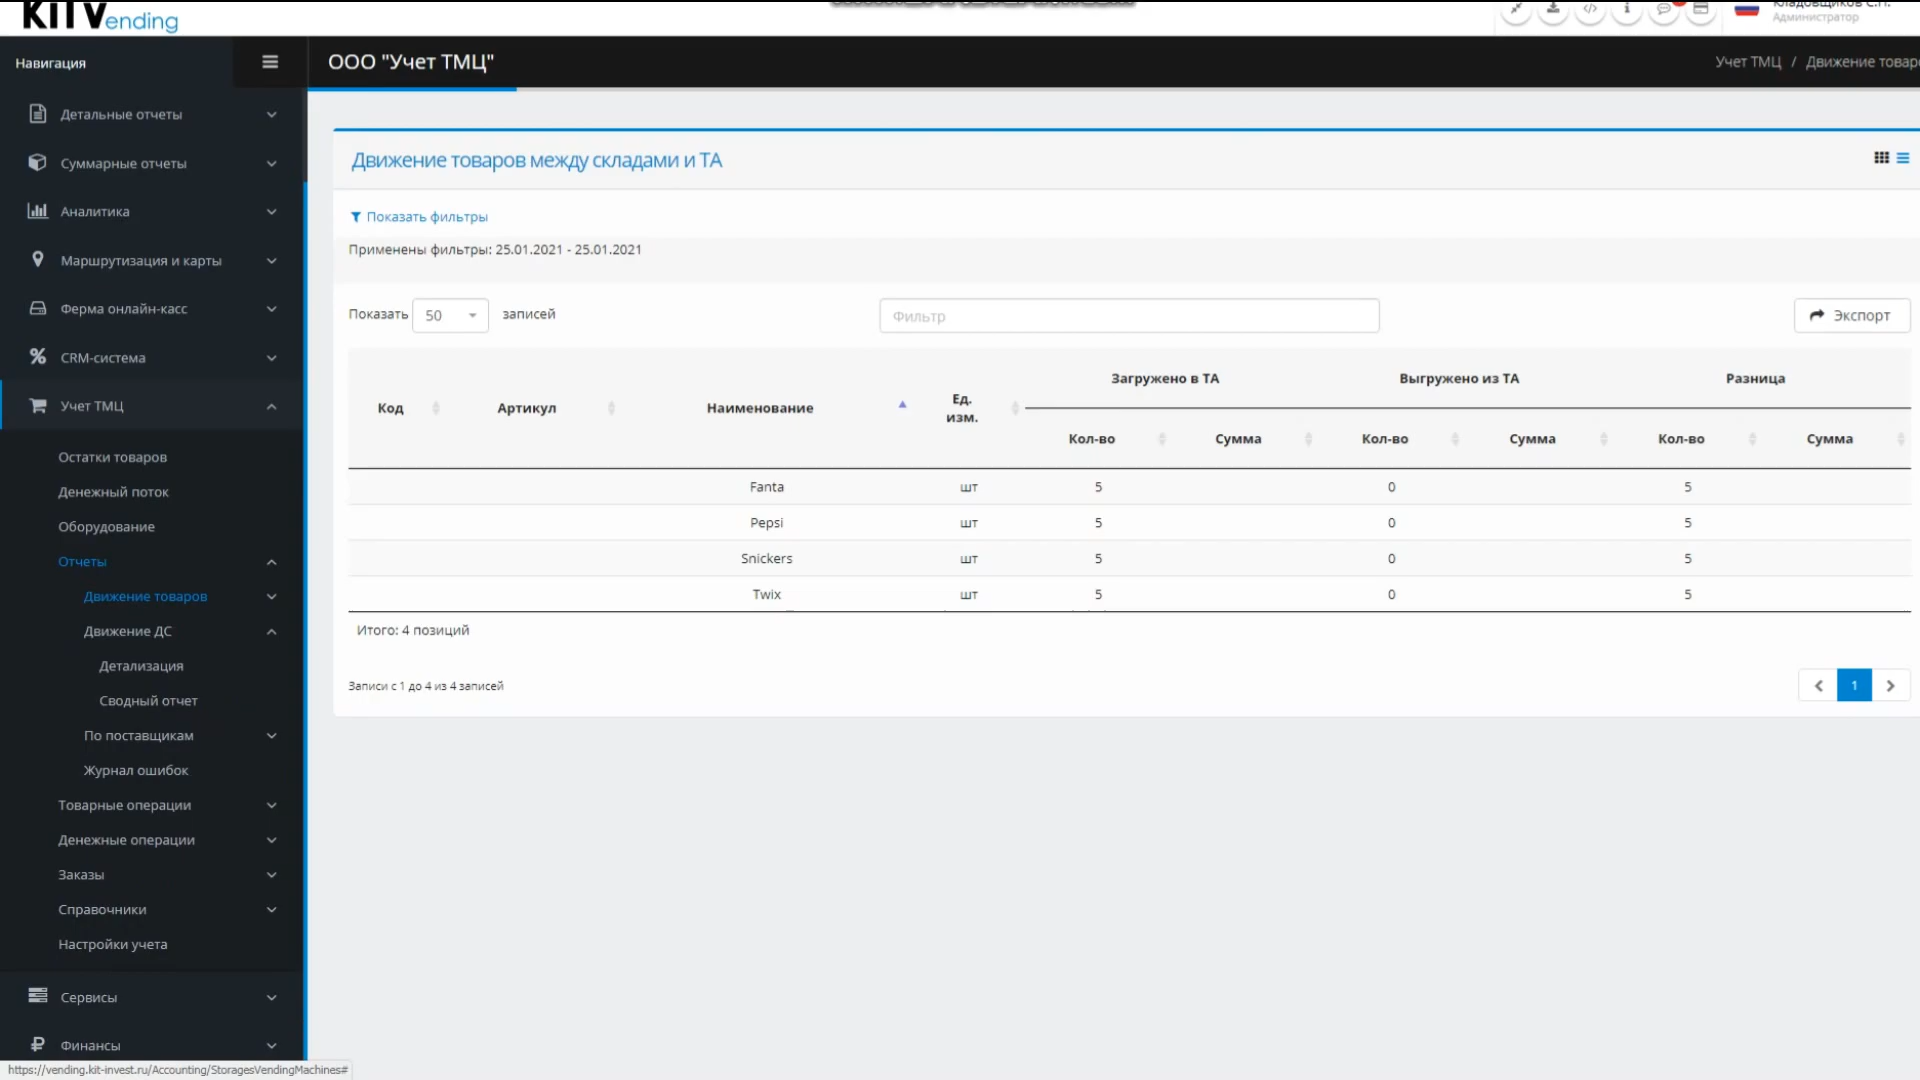 KIT Vending
Администратор
Навигация
ООО "Учет ТМЦ"
Учет ТМЦ / Движение товаро
Детальные отчеты
Суммарные отчеты
Аналитика
Маршрутизация и карты
Ферма онлайн-касс
CRM-система
Учет ТМЦ
Остатки товаров
Денежный поток
Оборудование
Отчеты
Движение товаров
Движение ДС
Детализация
Сводный отчет
По поставщикам
Журнал ошибок
Товарные операции
Денежные операции
Заказы
Справочники
Настройки учета
Сервисы
Финансы
https://vending.kit-invest.ru/Accounting/StoragesVendingMachines#
Движение товаров между складами и ТА
Показать фильтры
Применены фильтры: 25.01.2021 - 25.01.2021
Показать 50 записей
Фильтр
Экспорт
Загружено в ТА Выгружено из ТА Разница
Код Артикул Наименование Ед. изм.
Кол-во Сумма Кол-во Сумма Кол-во Сумма
Fanta шт 5 0 5
Pepsi шт 5 0 5
Snickers шт 5 0 5
Twix шт 5 0 5
Итого: 4 позиций
Записи с 1 до 4 из 4 записей
1